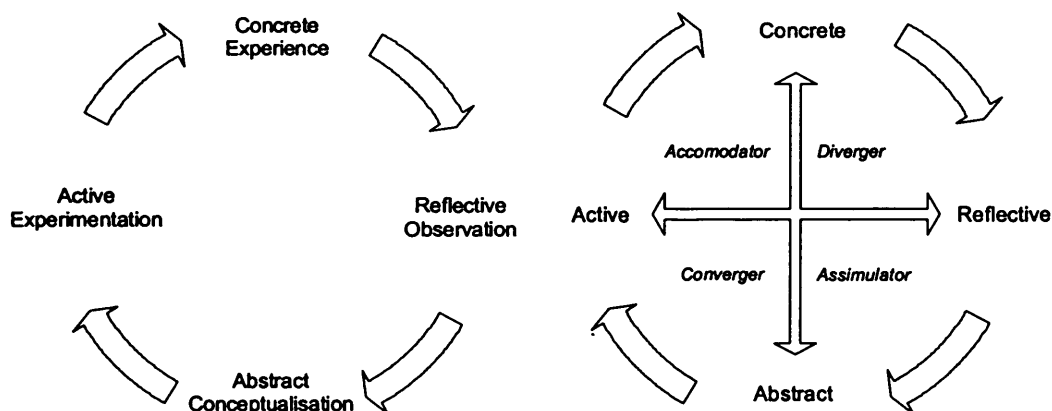 Concrete
Experience
Active
Experimentation
Reflective
Observation
Abstract
Conceptualisation
Concrete
Accomodator
Diverger
Active
Reflective
Converger
Assimulator
Abstract